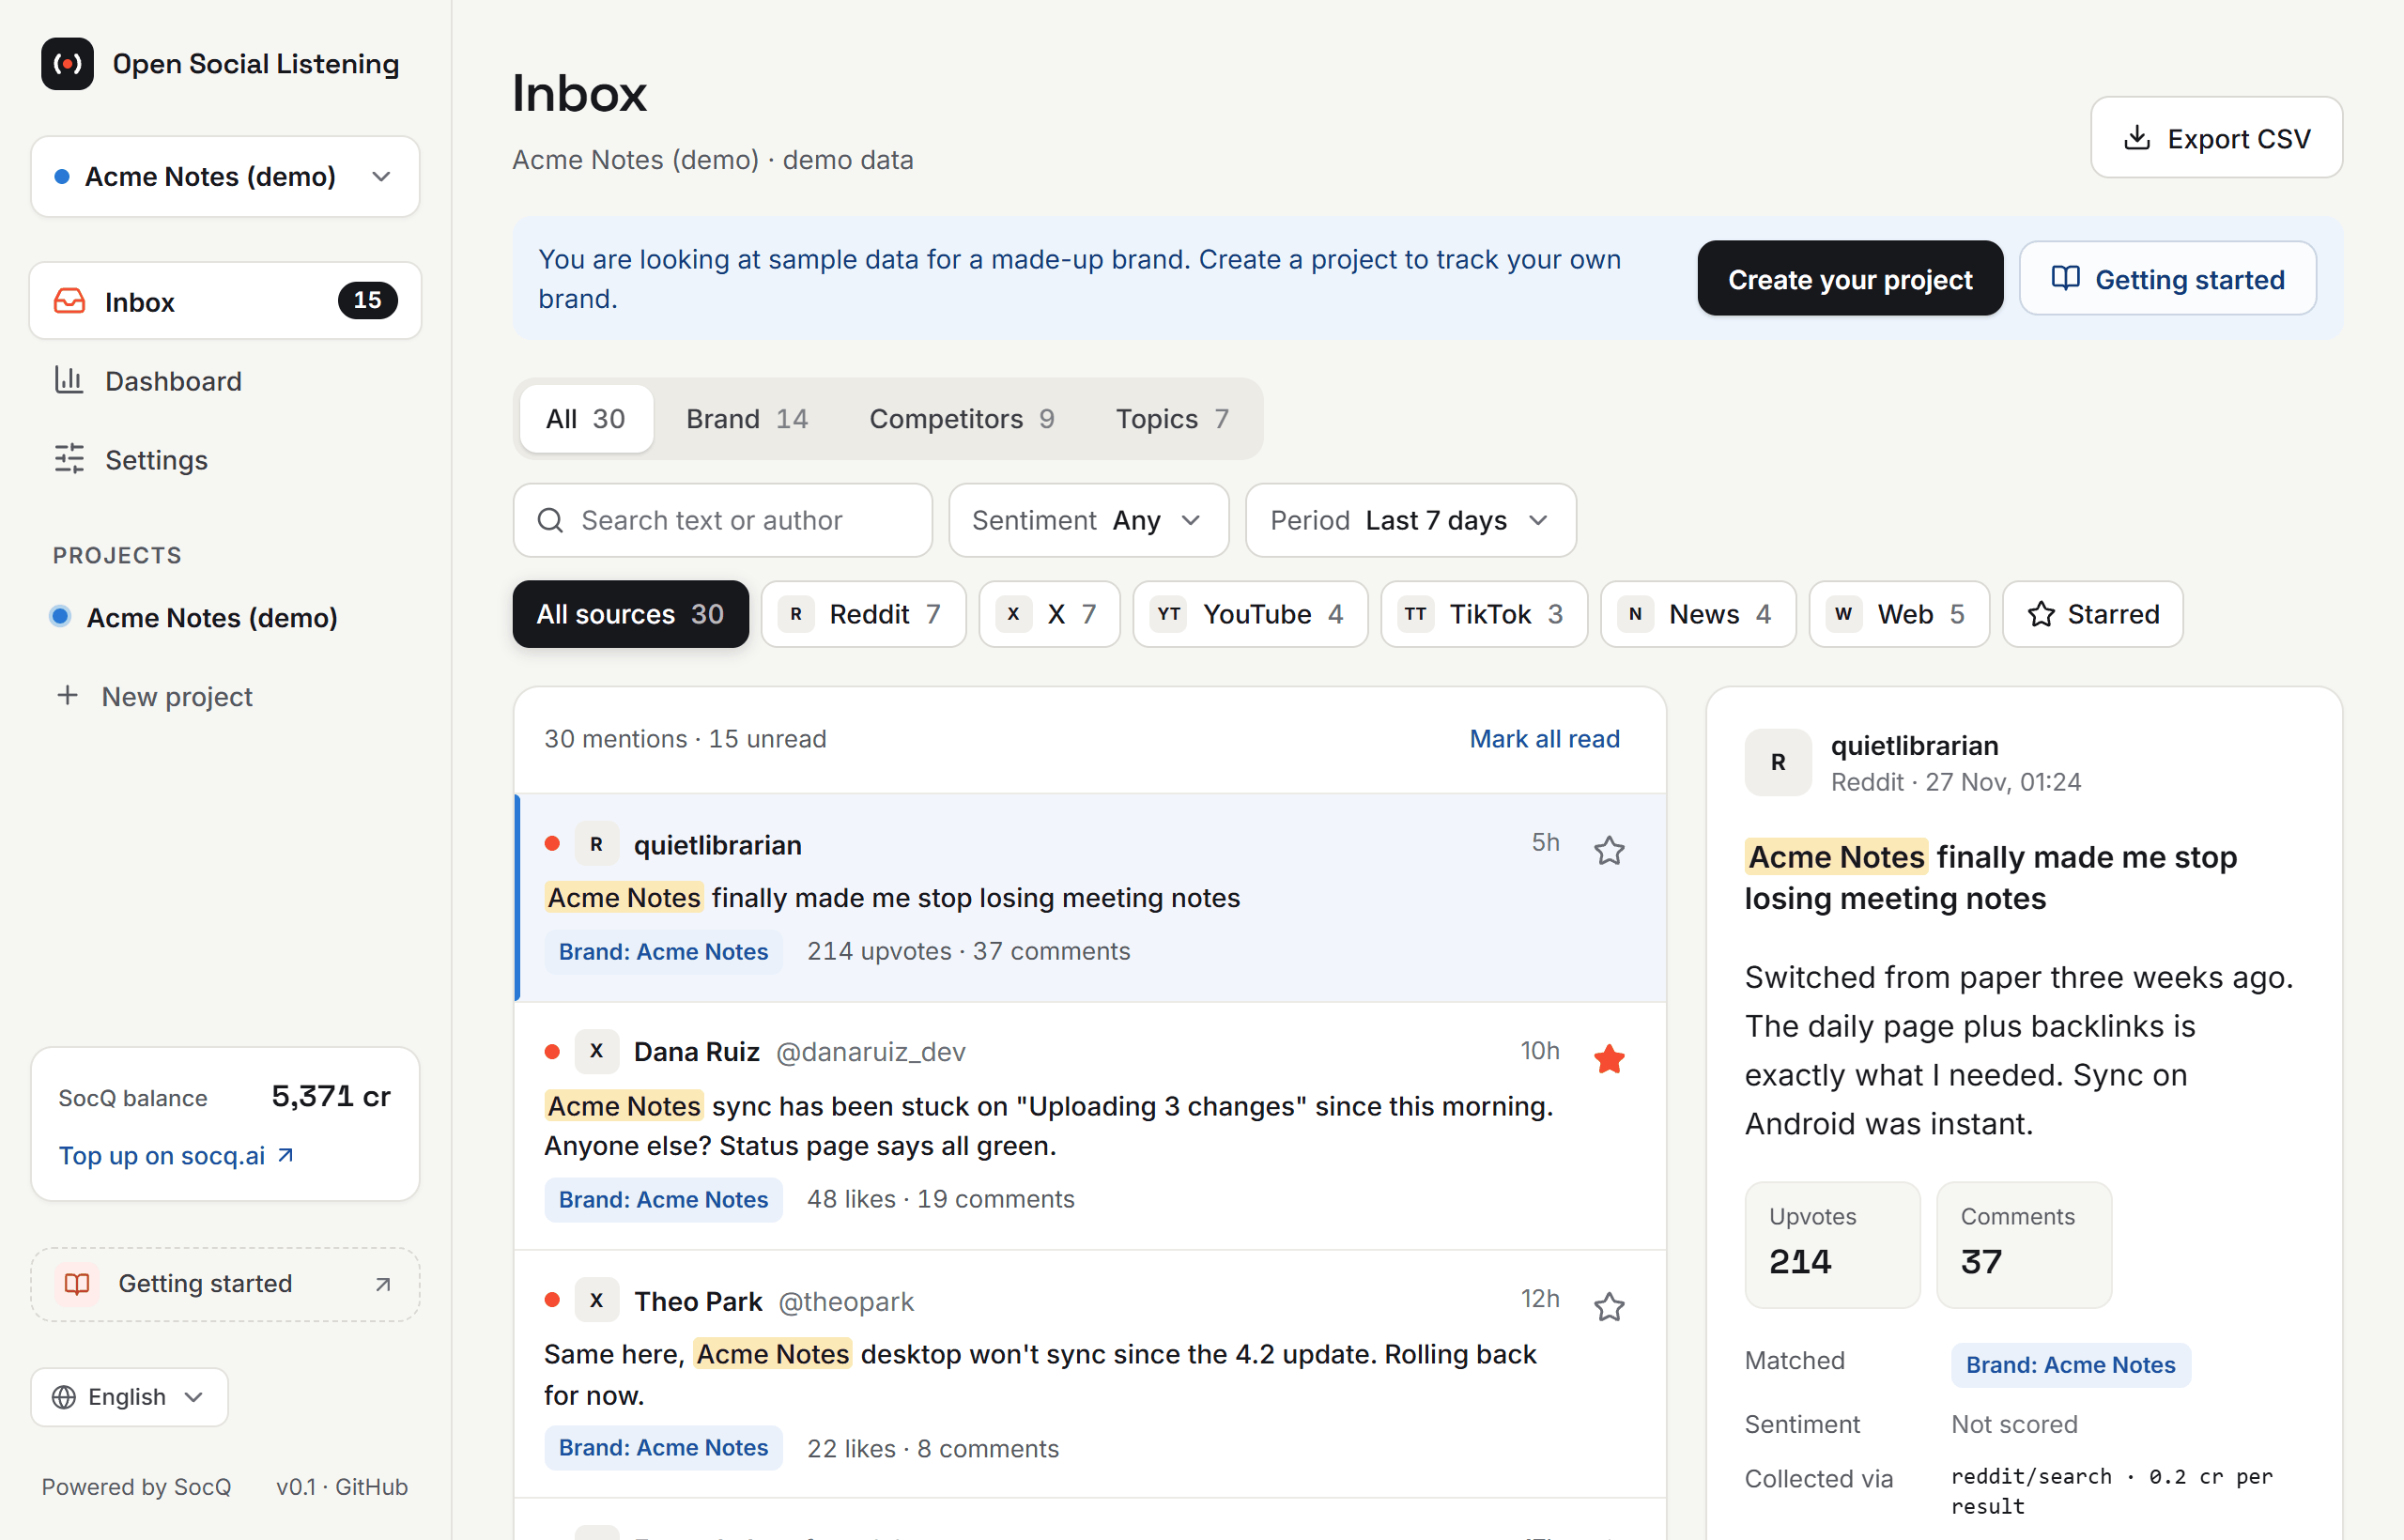 Open Social Listening
Acme Notes (demo)
Inbox 15
Dashboard
Settings
PROJECTS
Acme Notes (demo)
New project
SocQ balance 5,371 cr
Top up on socq.ai
Getting started
English
Powered by SocQ v0.1 · GitHub
Inbox
Acme Notes (demo) · demo data
Export CSV
You are looking at sample data for a made-up brand. Create a project to track your own
brand.
Create your project
Getting started
All 30 Brand 14 Competitors 9 Topics 7
Search text or author
Sentiment Any
Period Last 7 days
All sources 30 R Reddit 7 X X 7 YT YouTube 4 TT TikTok 3 N News 4 W Web 5 Starred
30 mentions · 15 unread Mark all read
R quietlibrarian 5h
Acme Notes finally made me stop losing meeting notes
Brand: Acme Notes 214 upvotes · 37 comments
X Dana Ruiz @danaruiz_dev 10h
Acme Notes sync has been stuck on "Uploading 3 changes" since this morning.
Anyone else? Status page says all green.
Brand: Acme Notes 48 likes · 19 comments
X Theo Park @theopark 12h
Same here, Acme Notes desktop won't sync since the 4.2 update. Rolling back
for now.
Brand: Acme Notes 22 likes · 8 comments
R quietlibrarian
Reddit · 27 Nov, 01:24
Acme Notes finally made me stop
losing meeting notes
Switched from paper three weeks ago.
The daily page plus backlinks is
exactly what I needed. Sync on
Android was instant.
Upvotes
214
Comments
37
Matched Brand: Acme Notes
Sentiment Not scored
Collected via reddit/search · 0.2 cr per
result